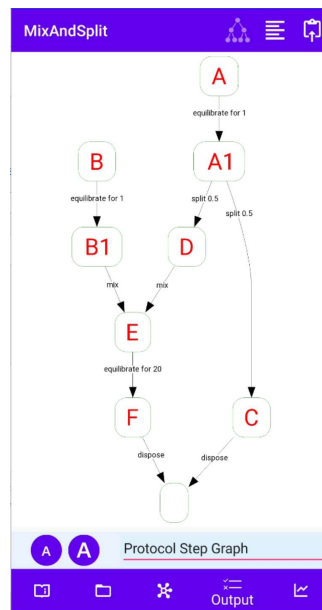 MixAndSplit
A
equilibrate for 1
B
A1
equilibrate for 1
split 0.5
split 0.5
B1
D
mix
mix
E
equilibrate for 20
F
C
dispose
dispose
A
A
Protocol Step Graph
Output